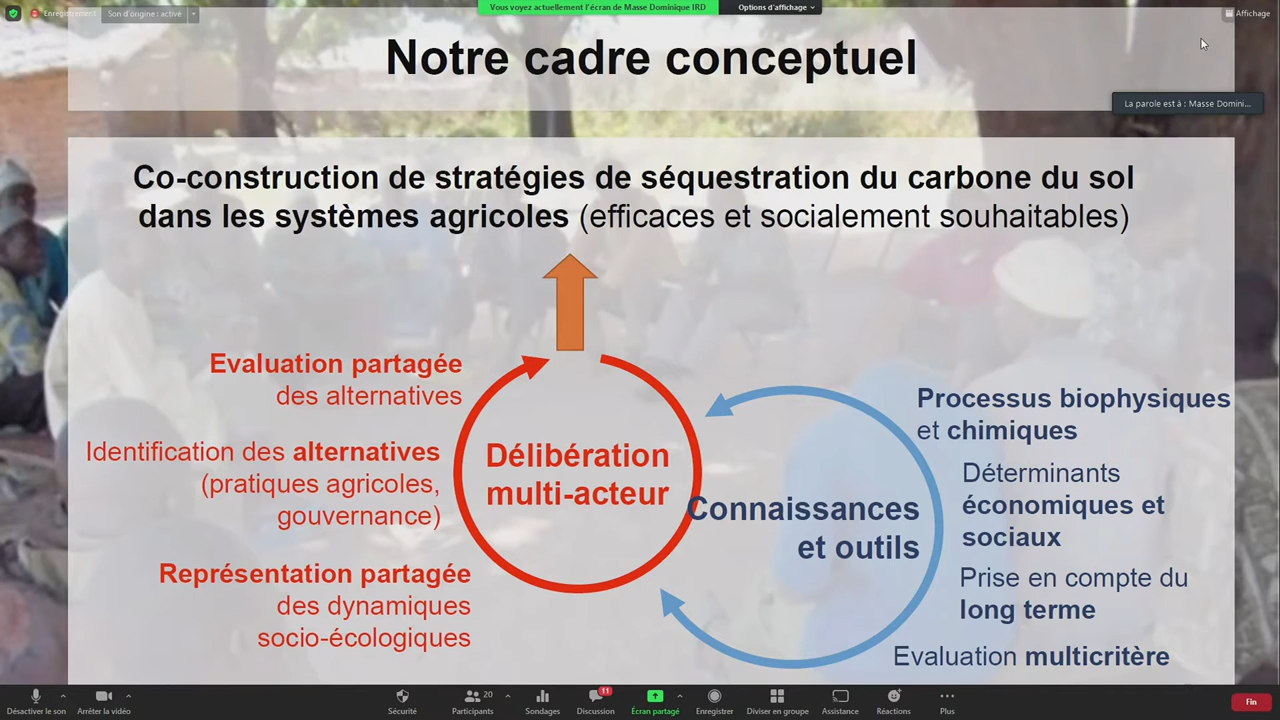 Enregistrement
Son d'origine : activé
Vous voyez actuellement l'écran de Masse Dominique IRD
Options d'affichage
Affichage
Notre cadre conceptuel
La parole est à : Masse Domini...
Co-construction de stratégies de séquestration du carbone du sol
dans les systèmes agricoles (efficaces et socialement souhaitables)
Evaluation partagée
des alternatives
Identification des alternatives
(pratiques agricoles,
gouvernance)
Représentation partagée
des dynamiques
socio-écologiques
Délibération
multi-acteur
Connaissances
et outils
Processus biophysiques
et chimiques
Déterminants
économiques et
sociaux
Prise en compte du
long terme
Evaluation multicritère
Désactiver le son
Arrêter la vidéo
Sécurité
20
Participants
Sondages
11
Discussion
Écran partagé
Enregistrer
Diviser en groupe
Assistance
Réactions
Plus
Fin